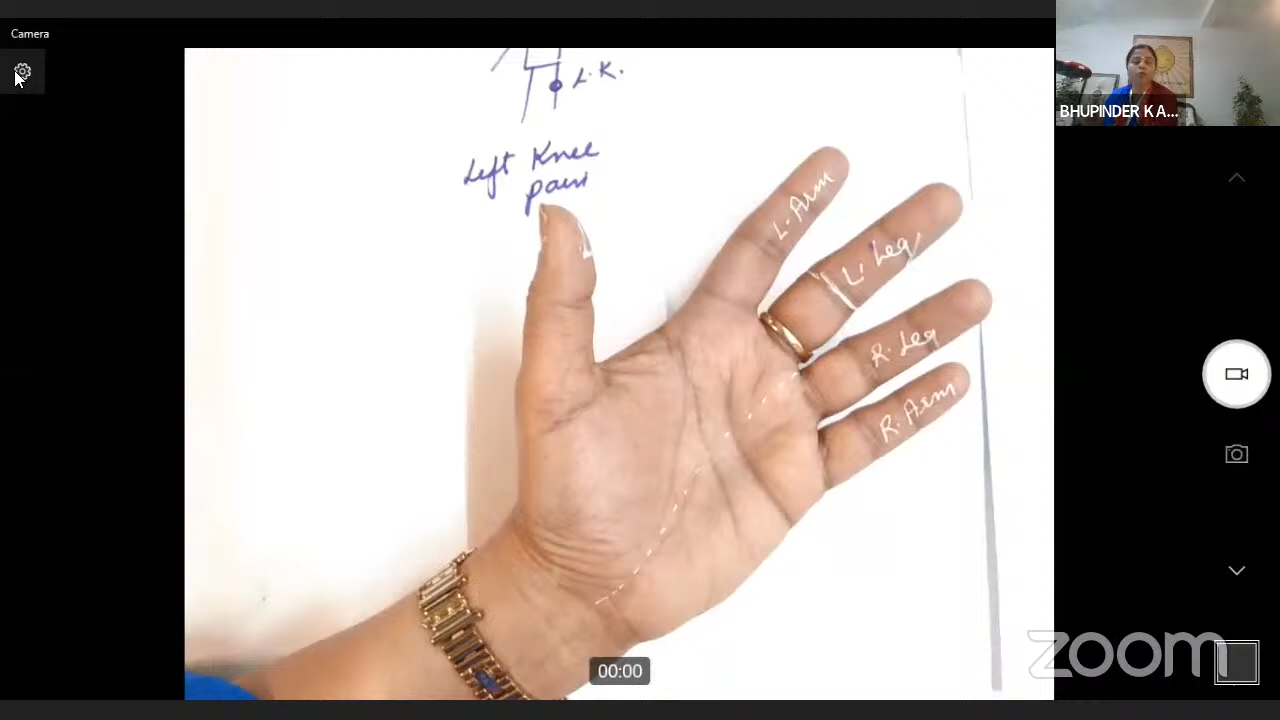 Camera
BHUPINDER K A...
L.K.
Left Knee
pain
L. Arm
L. Leg
R. Leg
R. Arm
00:00
zoom